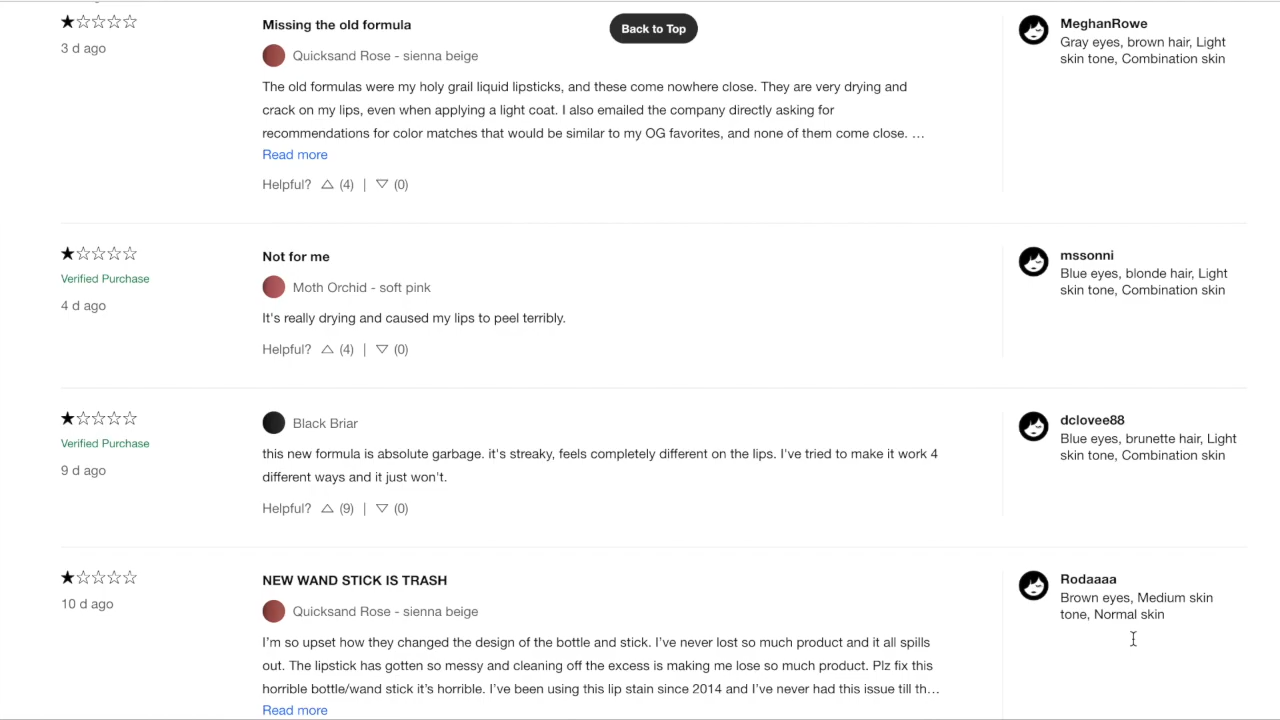 Missing the old formula
Back to Top
MeghanRowe
3 d ago
Quicksand Rose - sienna beige
Gray eyes, brown hair, Light
skin tone, Combination skin
The old formulas were my holy grail liquid lipsticks, and these come nowhere close. They are very drying and
crack on my lips, even when applying a light coat. I also emailed the company directly asking for
recommendations for color matches that would be similar to my OG favorites, and none of them come close. …
Read more
Helpful? (4) | (0)
Not for me
mssonni
Verified Purchase
4 d ago
Moth Orchid - soft pink
Blue eyes, blonde hair, Light
skin tone, Combination skin
It's really drying and caused my lips to peel terribly.
Helpful? (4) | (0)
Verified Purchase
9 d ago
Black Briar
dclovee88
Blue eyes, brunette hair, Light
skin tone, Combination skin
this new formula is absolute garbage. it's streaky, feels completely different on the lips. I've tried to make it work 4
different ways and it just won't.
Helpful? (9) | (0)
NEW WAND STICK IS TRASH
Rodaaaa
10 d ago
Quicksand Rose - sienna beige
Brown eyes, Medium skin
tone, Normal skin
I'm so upset how they changed the design of the bottle and stick. I've never lost so much product and it all spills
out. The lipstick has gotten so messy and cleaning off the excess is making me lose so much product. Plz fix this
horrible bottle/wand stick it's horrible. I've been using this lip stain since 2014 and I've never had this issue till th…
Read more